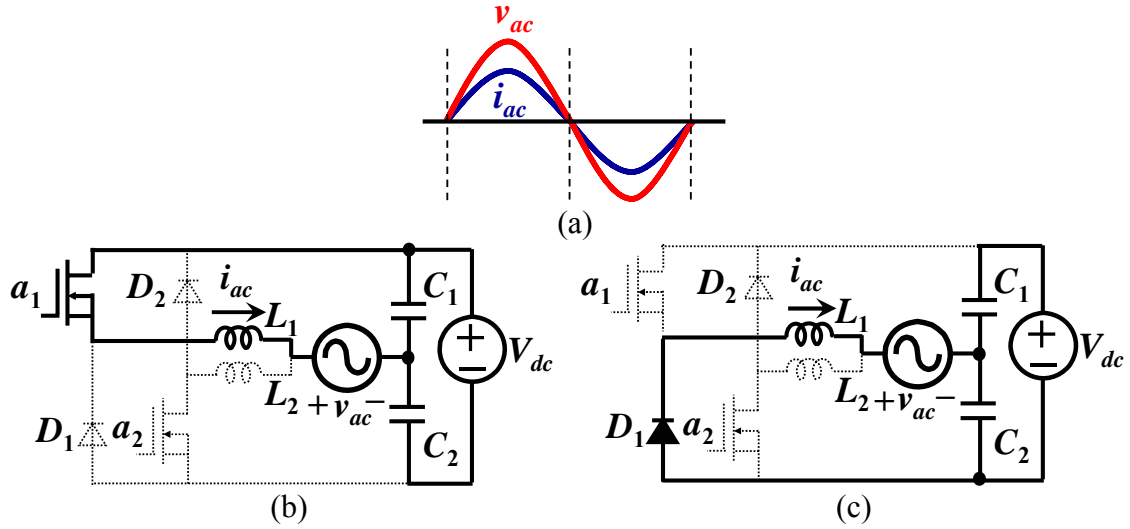 v_ac
i_ac
(a)
a_1
D_2
i_ac
L_1
C_1
V_dc
L_2
+ v_ac −
D_1
a_2
C_2
(b)
a_1
D_2
i_ac
L_1
C_1
V_dc
L_2
+ v_ac −
D_1
a_2
C_2
(c)